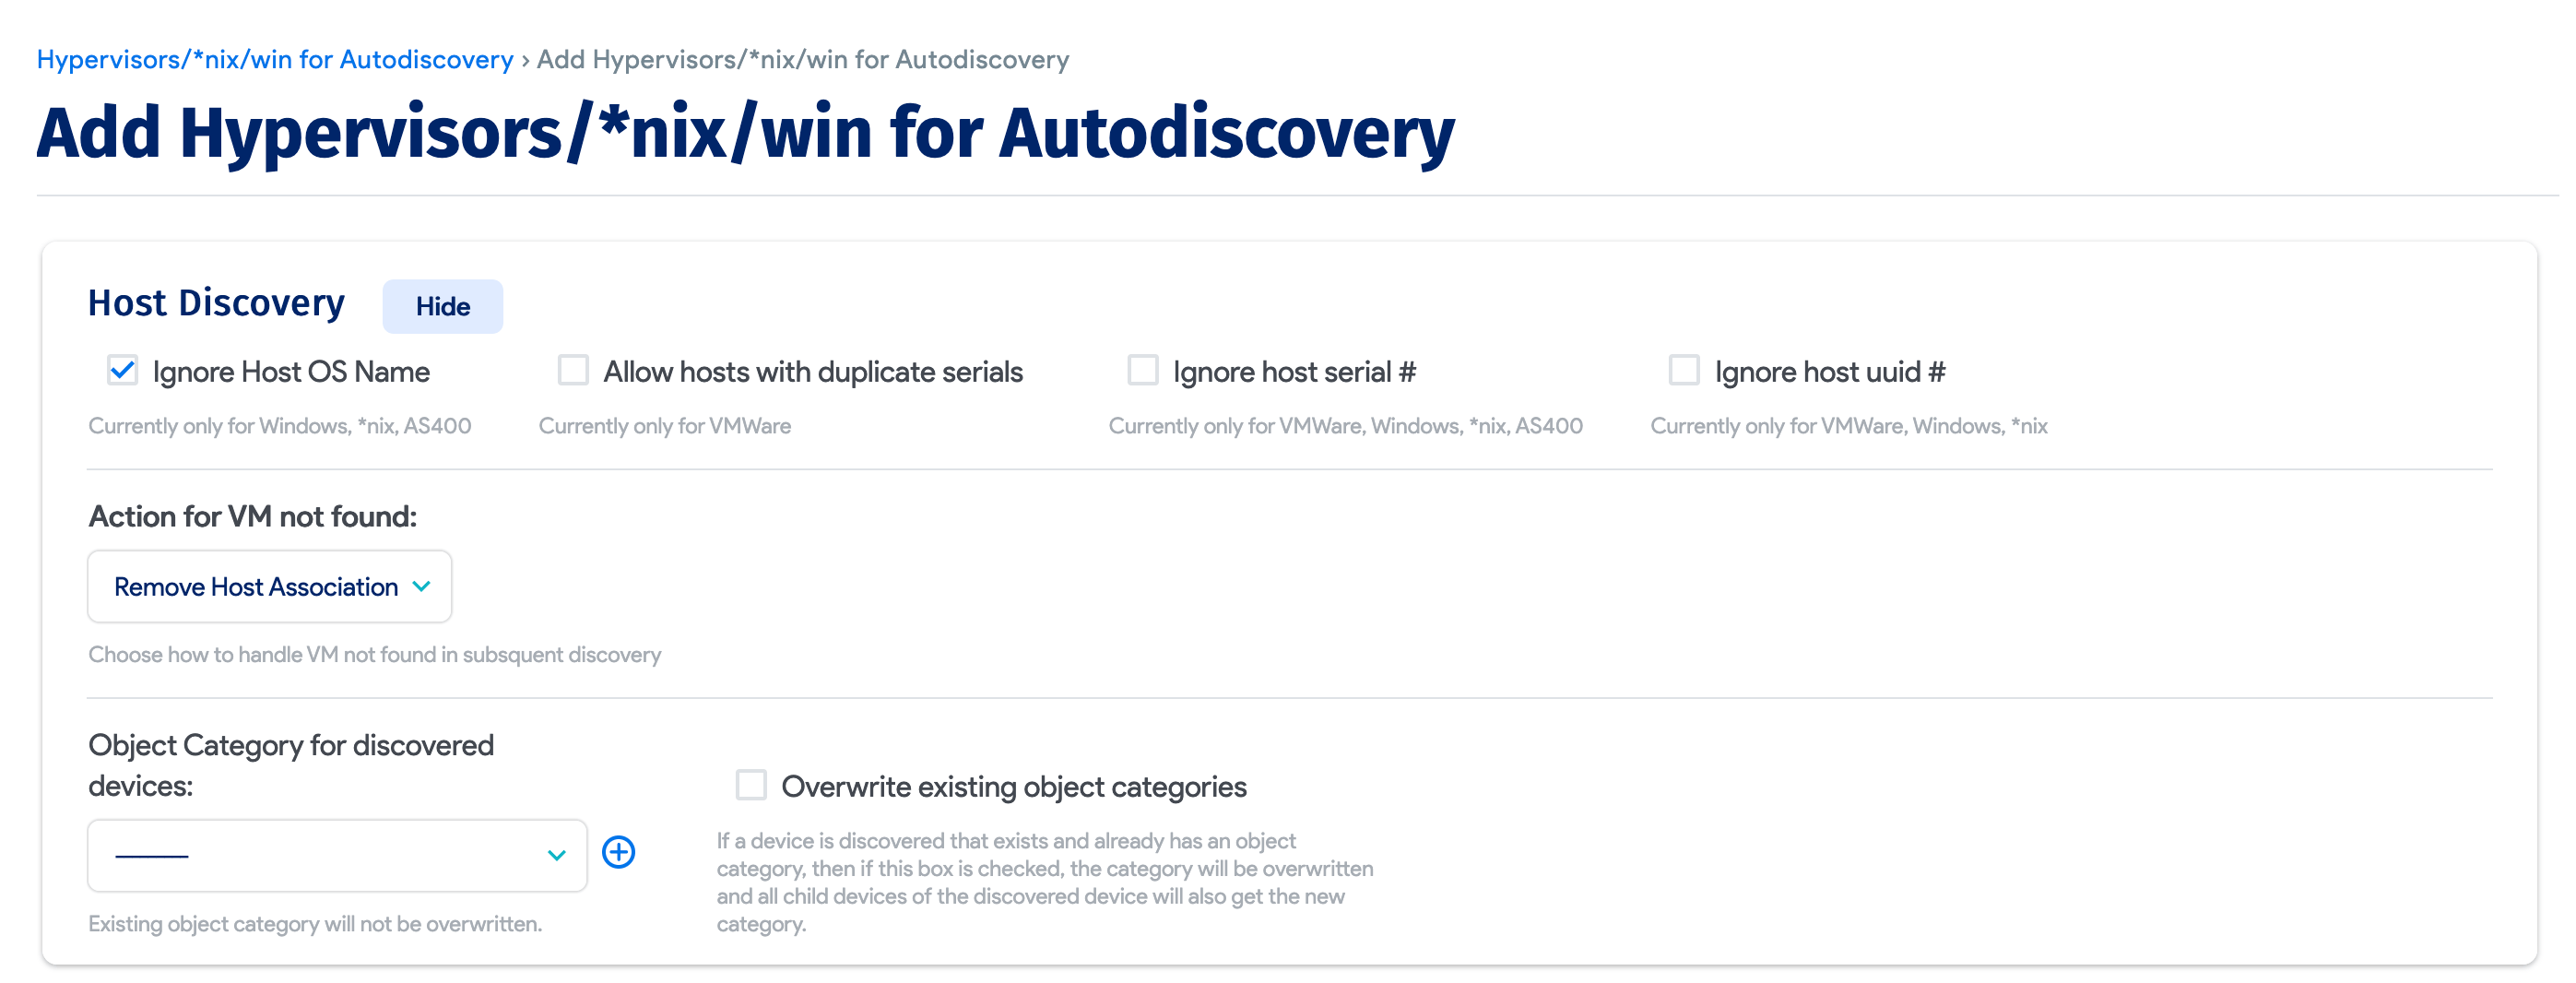 Hypervisors/*nix/win for Autodiscovery › Add Hypervisors/*nix/win for Autodiscovery
Add Hypervisors/*nix/win for Autodiscovery
Host Discovery Hide
Ignore Host OS Name Allow hosts with duplicate serials Ignore host serial # Ignore host uuid #
Currently only for Windows, *nix, AS400 Currently only for VMWare Currently only for VMWare, Windows, *nix, AS400 Currently only for VMWare, Windows, *nix
Action for VM not found:
Remove Host Association
Choose how to handle VM not found in subsquent discovery
Object Category for discovered
devices:
---------
Existing object category will not be overwritten.
Overwrite existing object categories
If a device is discovered that exists and already has an object
category, then if this box is checked, the category will be overwritten
and all child devices of the discovered device will also get the new
category.